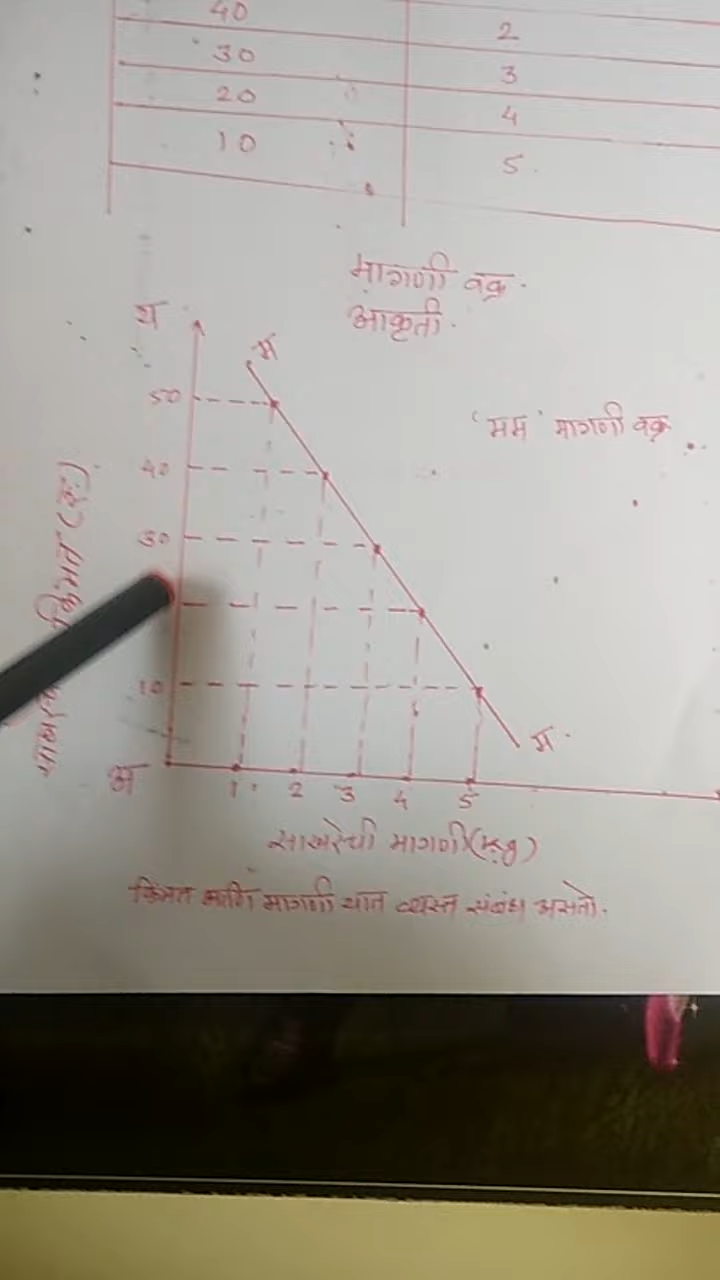 40 2
30 3
20 4
10 5
मागणी वक्र
आकृती.
य
म
50
'मम' मागणी वक्र
40
30
किंमत (रु.)
10
म
अ
1 2 3 4 5
साखरेची मागणी (kg)
किंमत आणि मागणी यात व्यस्त संबंध असतो.